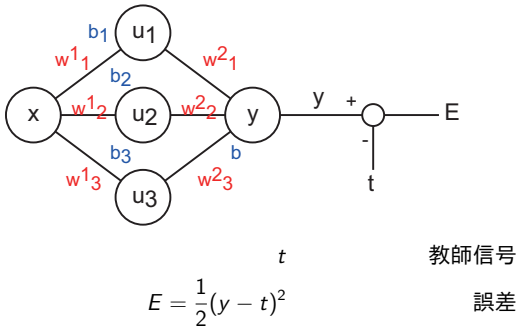 b₁ u₁
w¹₁ w²₁
b₂
x w¹₂ u₂ w²₂ y y + E
b₃ b -
w¹₃ u₃ w²₃ t
t 教師信号
E = 1/2 (y − t)² 誤差